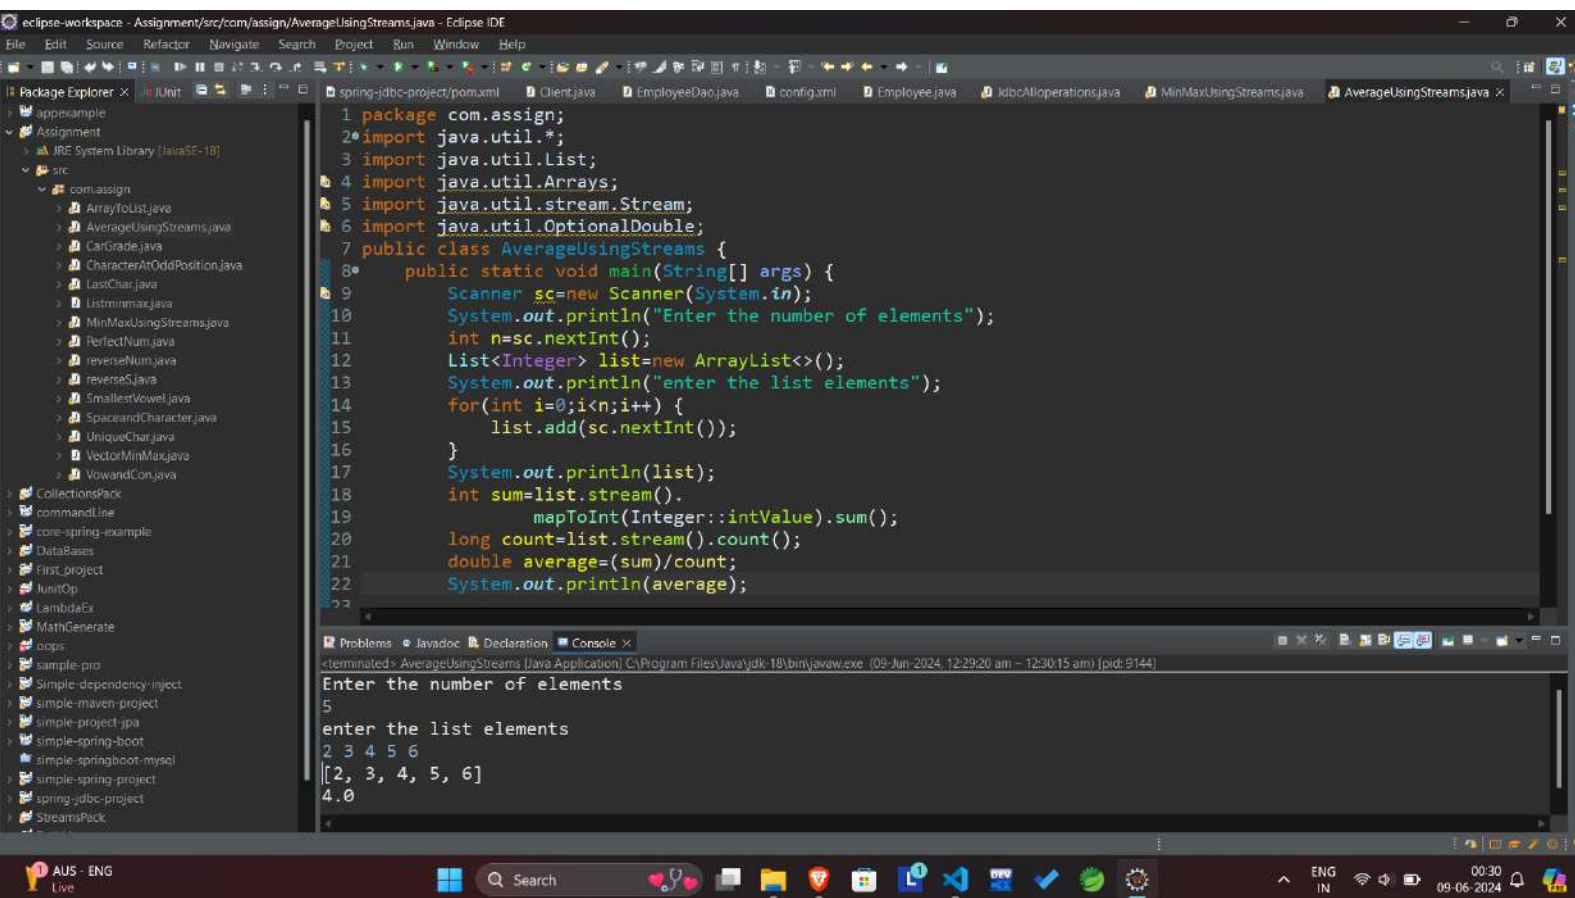 eclipse-workspace - Assignment/src/com/assign/AverageUsingStreams.java - Eclipse IDE
File Edit Source Refactor Navigate Search Project Run Window Help
Package Explorer JUnit
spring-jdbc-project/pom.xml Client.java EmployeeDao.java config.xml Employee.java JdbcAlloperations.java MinMaxUsingStreams.java AverageUsingStreams.java
appexample
Assignment
JRE System Library [JavaSE-18]
src
com.assign
ArrayToList.java
AverageUsingStreams.java
CarGrade.java
CharacterAtOddPosition.java
LastChar.java
Listminmax.java
MinMaxUsingStreams.java
PerfectNum.java
reverseNum.java
reverseS.java
SmallestVowel.java
SpaceandCharacter.java
UniqueChar.java
VectorMinMax.java
VowandCon.java
CollectionsPack
commandLine
core-spring-example
DataBases
First_project
JunitOp
LambdaEx
MathGenerate
oops
sample-pro
Simple-dependency-inject
simple-maven-project
simple-project-jpa
simple-spring-boot
simple-springboot-mysql
simple-spring-project
spring-jdbc-project
StreamsPack
1 package com.assign;
2 import java.util.*;
3 import java.util.List;
4 import java.util.Arrays;
5 import java.util.stream.Stream;
6 import java.util.OptionalDouble;
7 public class AverageUsingStreams {
8 public static void main(String[] args) {
9 Scanner sc=new Scanner(System.in);
10 System.out.println("Enter the number of elements");
11 int n=sc.nextInt();
12 List<Integer> list=new ArrayList<>();
13 System.out.println("enter the list elements");
14 for(int i=0;i<n;i++) {
15 list.add(sc.nextInt());
16 }
17 System.out.println(list);
18 int sum=list.stream().
19 mapToInt(Integer::intValue).sum();
20 long count=list.stream().count();
21 double average=(sum)/count;
22 System.out.println(average);
23
Problems Javadoc Declaration Console
<terminated> AverageUsingStreams [Java Application] C:\Program Files\Java\jdk-18\bin\javaw.exe (09-Jun-2024, 12:29:20 am – 12:30:15 am) [pid: 9144]
Enter the number of elements
5
enter the list elements
2 3 4 5 6
[2, 3, 4, 5, 6]
4.0
1 AUS - ENG
Live
Search
1
DEV
ENG
IN
00:30
09-06-2024
PRE